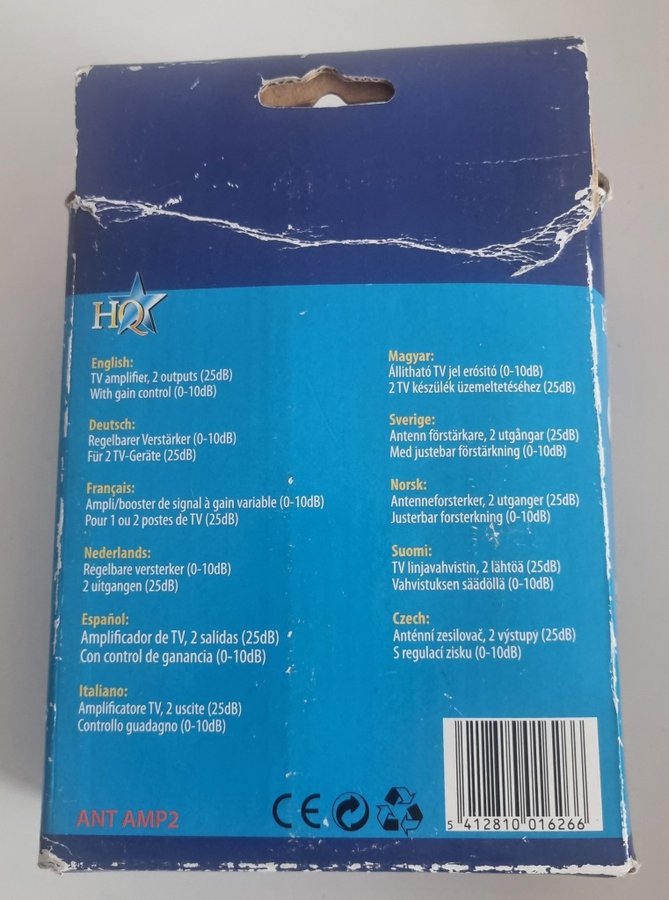 HQ
English:
TV amplifier, 2 outputs (25dB)
With gain control (0-10dB)
Deutsch:
Regelbarer Verstärker (0-10dB)
Für 2 TV-Geräte (25dB)
Français:
Ampli/booster de signal à gain variable (0-10dB)
Pour 1 ou 2 postes de TV (25dB)
Nederlands:
Regelbare versterker (0-10dB)
2 uitgangen (25dB)
Español:
Amplificador de TV, 2 salidas (25dB)
Con control de ganancia (0-10dB)
Italiano:
Amplificatore TV, 2 uscite (25dB)
Controllo guadagno (0-10dB)
Magyar:
Állitható TV jel erósitó (0-10dB)
2 TV készülék üzemeltetéséhez (25dB)
Sverige:
Antenn förstärkare, 2 utgångar (25dB)
Med justebar förstärkning (0-10dB)
Norsk:
Antenneforsterker, 2 utganger (25dB)
Justerbar forsterkning (0-10dB)
Suomi:
TV linjavahvistin, 2 lähtöä (25dB)
Vahvistuksen säädöllä (0-10dB)
Czech:
Anténní zesilovač, 2 výstupy (25dB)
S regulací zisku (0-10dB)
ANT AMP2
CE
5 412810 016266